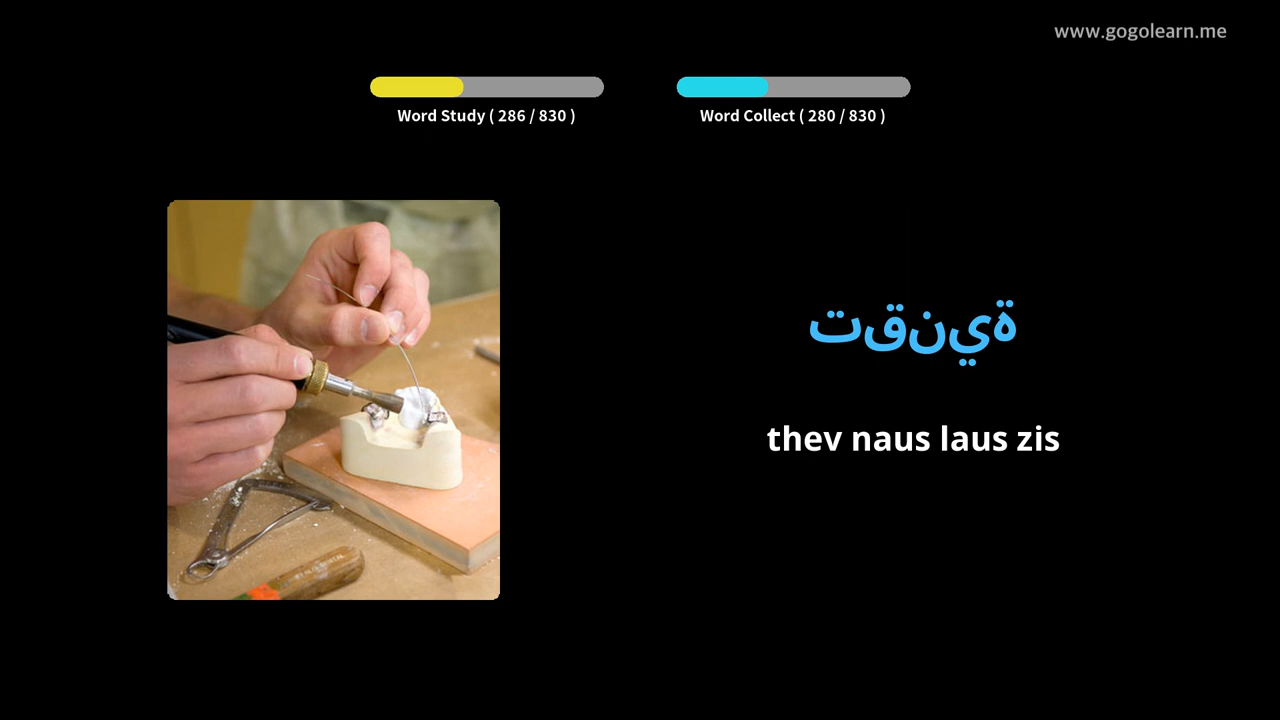 www.gogolearn.me
Word Study ( 286 / 830 )
Word Collect ( 280 / 830 )
تقنية
thev naus laus zis